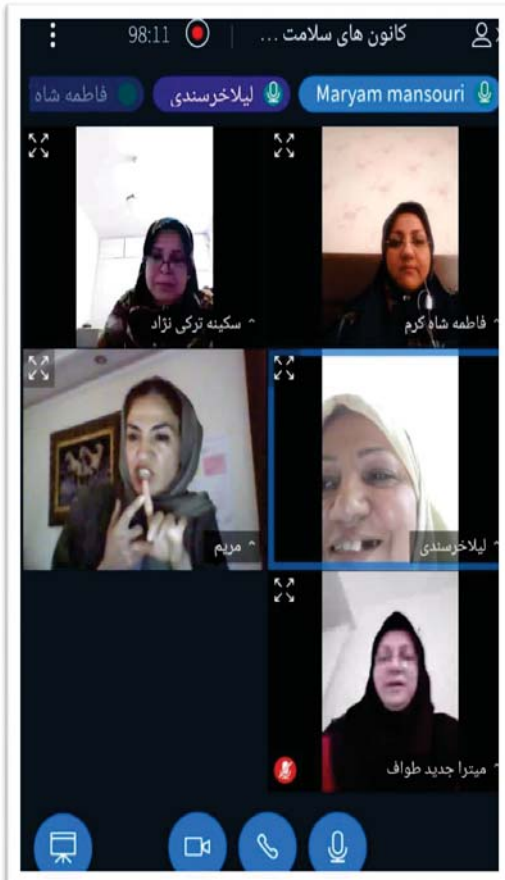 کانون های سلامت ...
98:11
Maryam mansouri
لیلاخرسندی
فاطمه شاه
فاطمه شاه کرم
سکینه ترکی نژاد
لیلاخرسندی
مریم
میترا جدید طواف